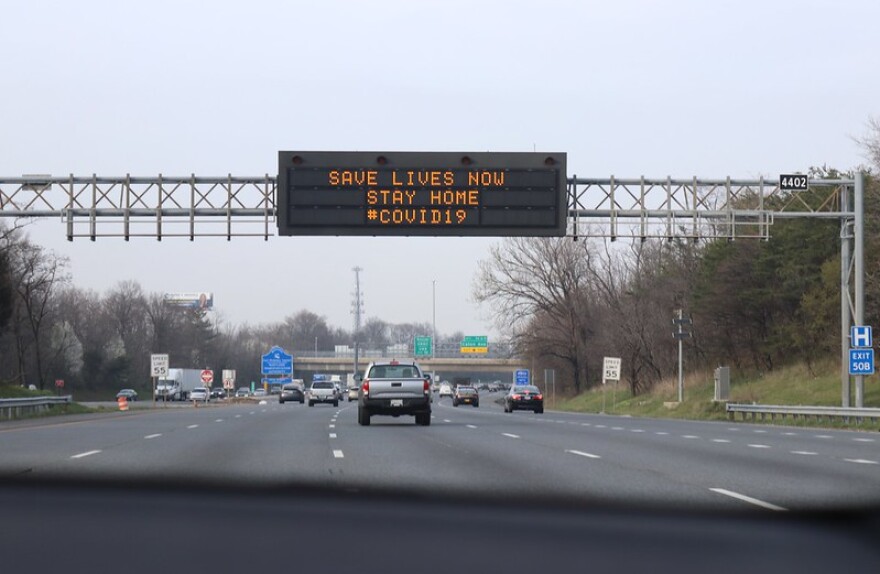 SAVE LIVES NOW
STAY HOME
#COVID19
4402
H
EXIT
50B
SPEED
LIMIT
55
SPEED
LIMIT
55